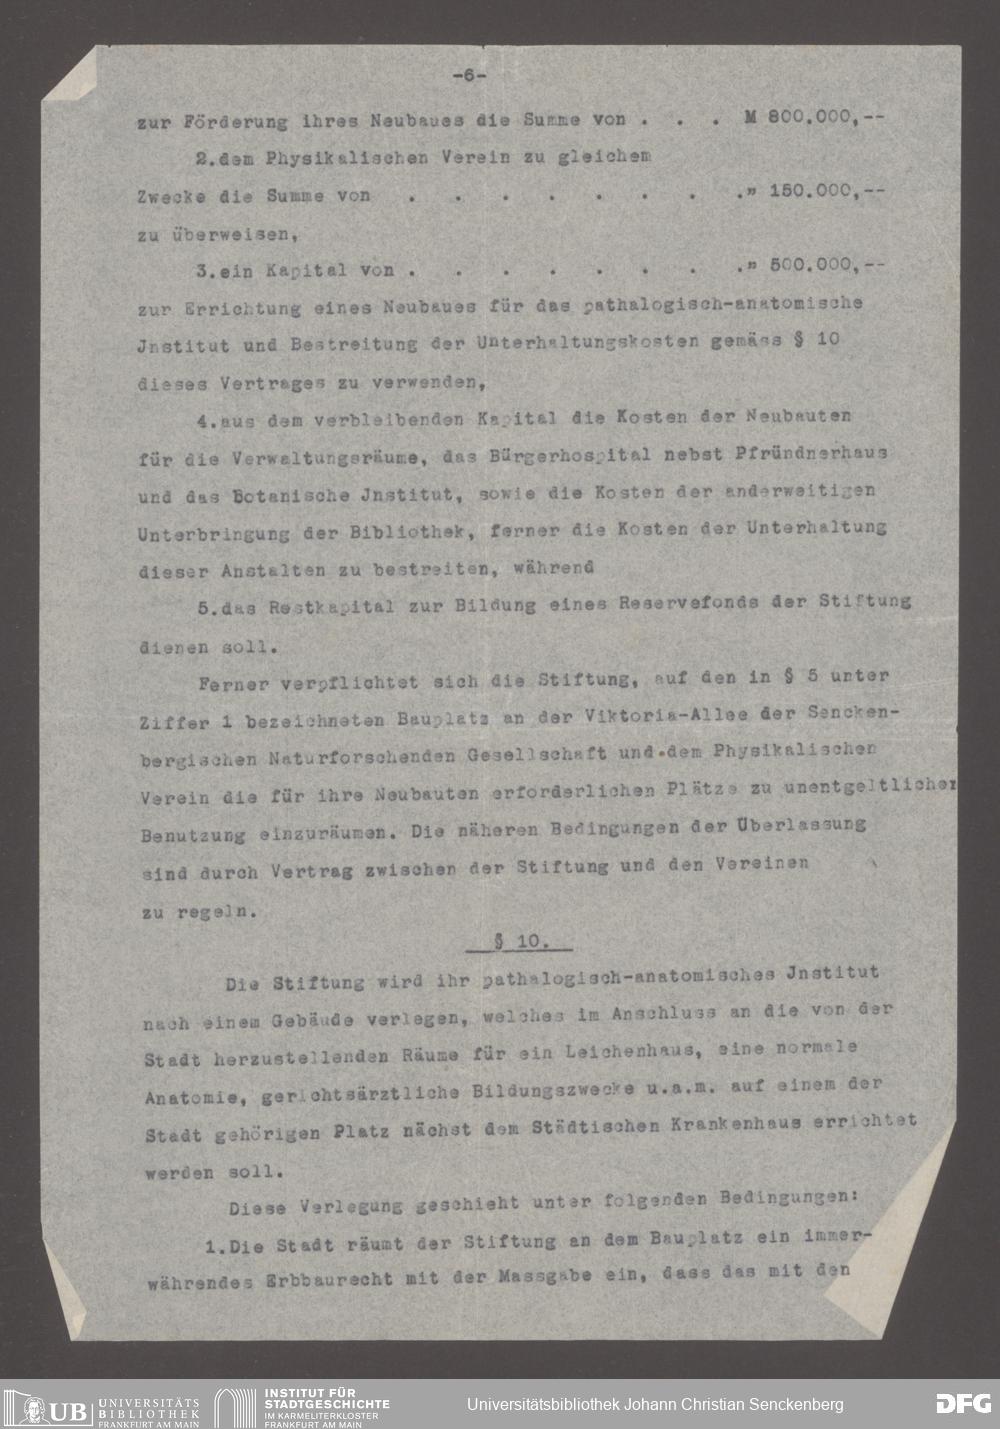 -6-
zur Förderung ihres Neubaues die Summe von . . . M 800.000,--
2.dem Physikalischen Verein zu gleichem
Zwecke die Summe von . . . . . . . ." 150.000,--
zu überweisen,
3.ein Kapital von . . . . . . . ." 500.000,--
zur Errichtung eines Neubaues für das pathalogisch-anatomische
Jnstitut und Bestreitung der Unterhaltungskosten gemäss § 10
dieses Vertrages zu verwenden,
4.aus dem verbleibenden Kapital die Kosten der Neubauten
für die Verwaltungsräume, das Bürgerhospital nebst Pfründnerhaus
und das Botanische Jnstitut, sowie die Kosten der anderweitigen
Unterbringung der Bibliothek, ferner die Kosten der Unterhaltung
dieser Anstalten zu bestreiten, während
5.das Restkapital zur Bildung eines Reservefonds der Stiftung
dienen soll.
Ferner verpflichtet sich die Stiftung, auf den in § 5 unter
Ziffer 1 bezeichneten Bauplatz an der Viktoria-Allee der Sencken-
bergischen Naturforschenden Gesellschaft und dem Physikalischen
Verein die für ihre Neubauten erforderlichen Plätze zu unentgeltlicher
Benutzung einzuräumen. Die näheren Bedingungen der Überlassung
sind durch Vertrag zwischen der Stiftung und den Vereinen
zu regeln.
§ 10.
Die Stiftung wird ihr pathalogisch-anatomisches Jnstitut
nach einem Gebäude verlegen, welches im Anschluss an die von der
Stadt herzustellenden Räume für ein Leichenhaus, eine normale
Anatomie, gerichtsärztliche Bildungszwecke u.a.m. auf einem der
Stadt gehörigen Platz nächst dem Städtischen Krankenhaus errichtet
werden soll.
Diese Verlegung geschieht unter folgenden Bedingungen:
1.Die Stadt räumt der Stiftung an dem Bauplatz ein immer-
währendes Erbbaurecht mit der Massgabe ein, dass das mit den
UB UNIVERSITÄTS BIBLIOTHEK FRANKFURT AM MAIN
INSTITUT FÜR STADTGESCHICHTE IM KARMELITERKLOSTER FRANKFURT AM MAIN
Universitätsbibliothek Johann Christian Senckenberg
DFG